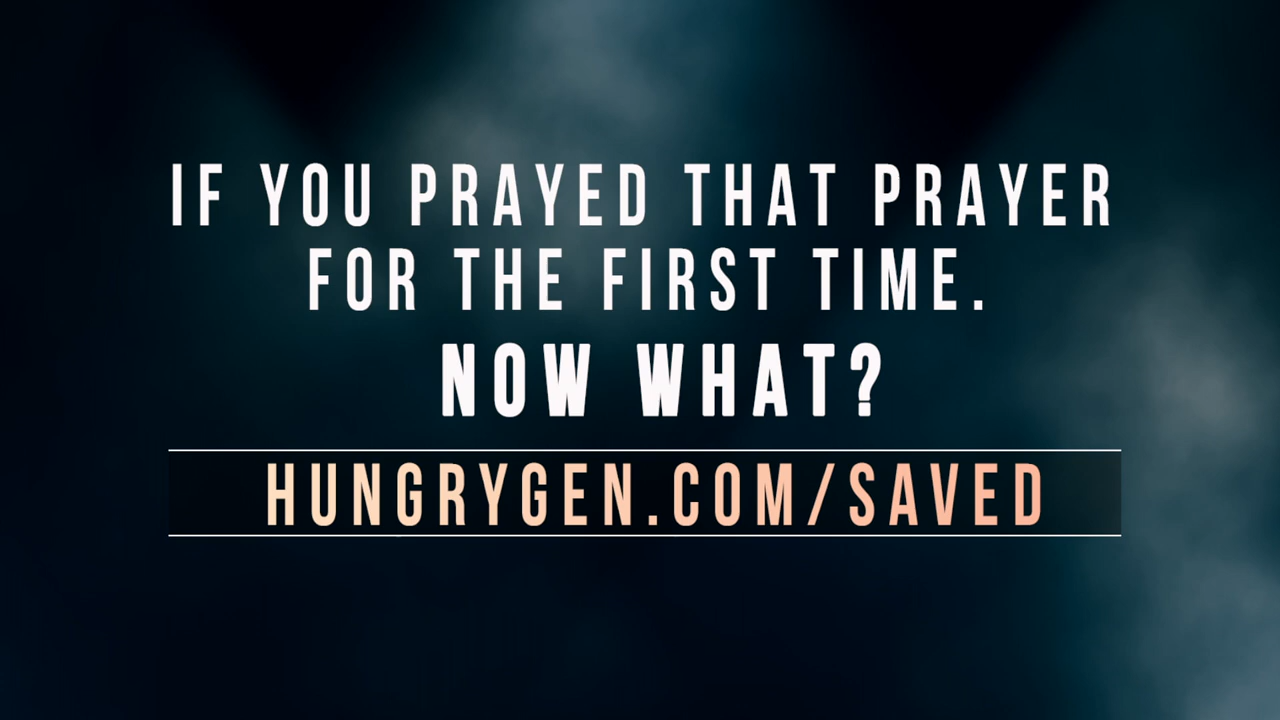 IF YOU PRAYED THAT PRAYER
FOR THE FIRST TIME.
NOW WHAT?
HUNGRYGEN.COM/SAVED